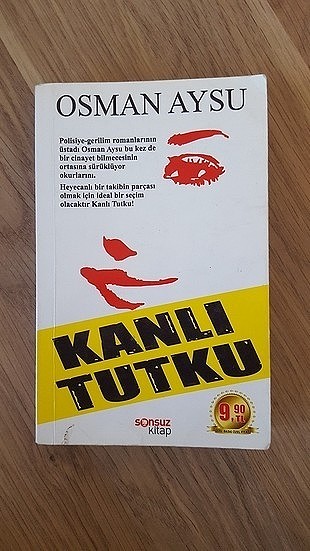 OSMAN AYSU
Polisiye-gerilim romanlarının
üstadı Osman Aysu bu kez de
bir cinayet bilmecesinin
ortasına sürüklüyor
okurlarını.
Heyecanlı bir takibin parçası
olmak için ideal bir seçim
olacaktır Kanlı Tutku!
KANLI
TUTKU
9,90
TL
sonsuz
kitap